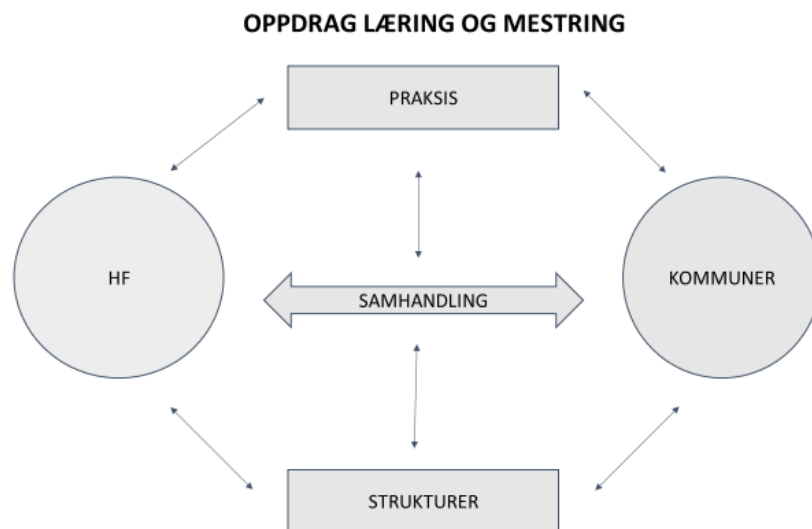 OPPDRAG LÆRING OG MESTRING
PRAKSIS
HF
SAMHANDLING
KOMMUNER
STRUKTURER